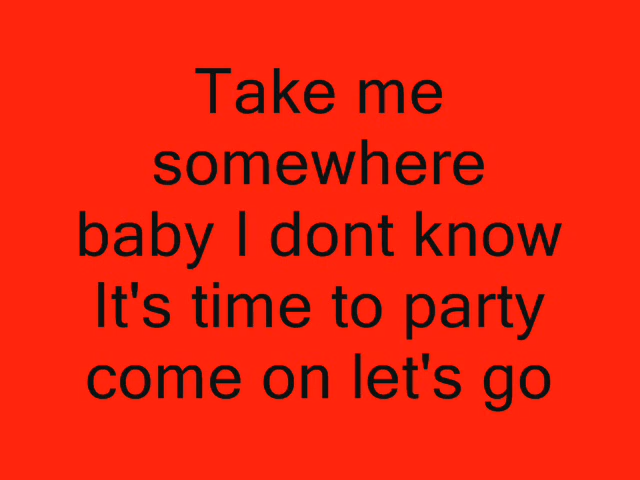 Take me
somewhere
baby I dont know
It's time to party
come on let's go